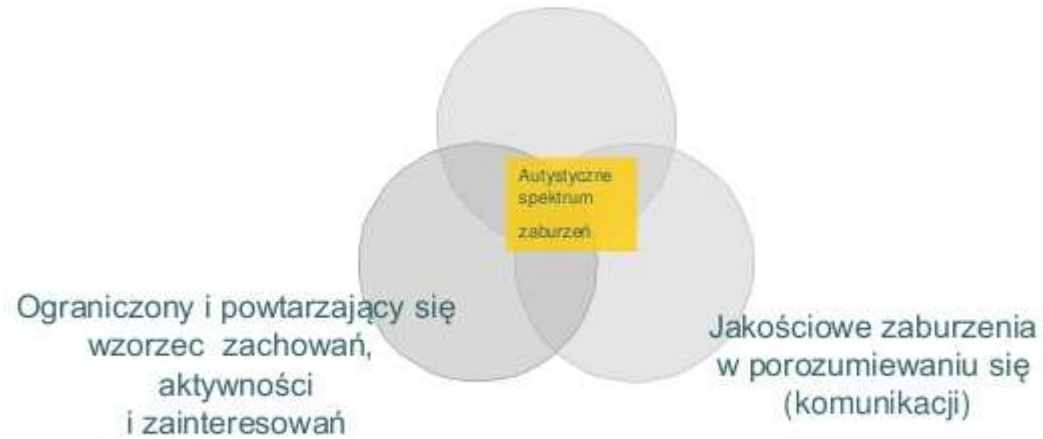 Autystyczne
spektrum
zaburzeń
Ograniczony i powtarzający się
wzorzec zachowań,
aktywności
i zainteresowań
Jakościowe zaburzenia
w porozumiewaniu się
(komunikacji)